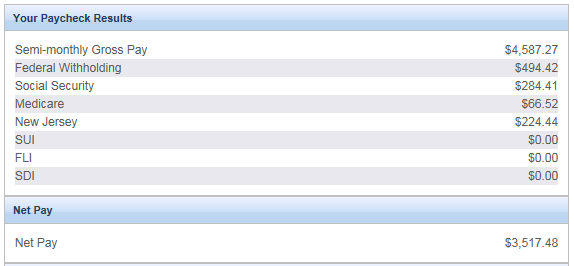 Your Paycheck Results
Semi-monthly Gross Pay $4,587.27
Federal Withholding $494.42
Social Security $284.41
Medicare $66.52
New Jersey $224.44
SUI $0.00
FLI $0.00
SDI $0.00
Net Pay
Net Pay $3,517.48